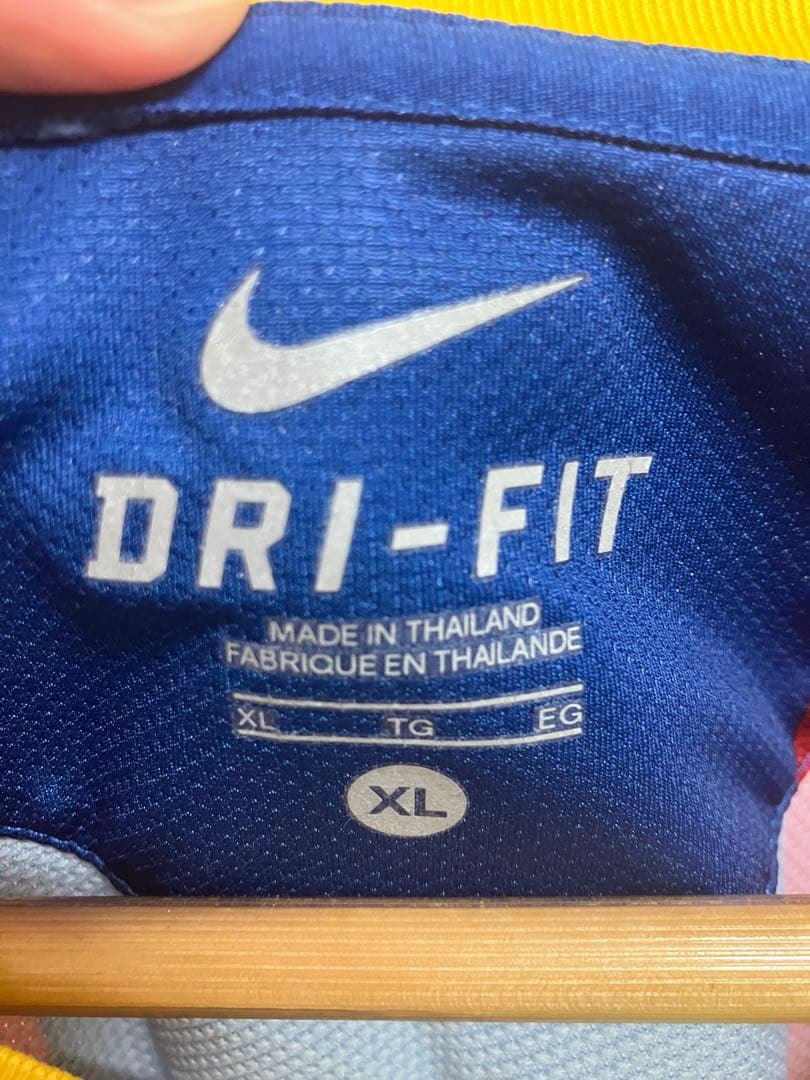 DRI-FIT
MADE IN THAILAND
FABRIQUE EN THAILANDE
XL TG EG
XL